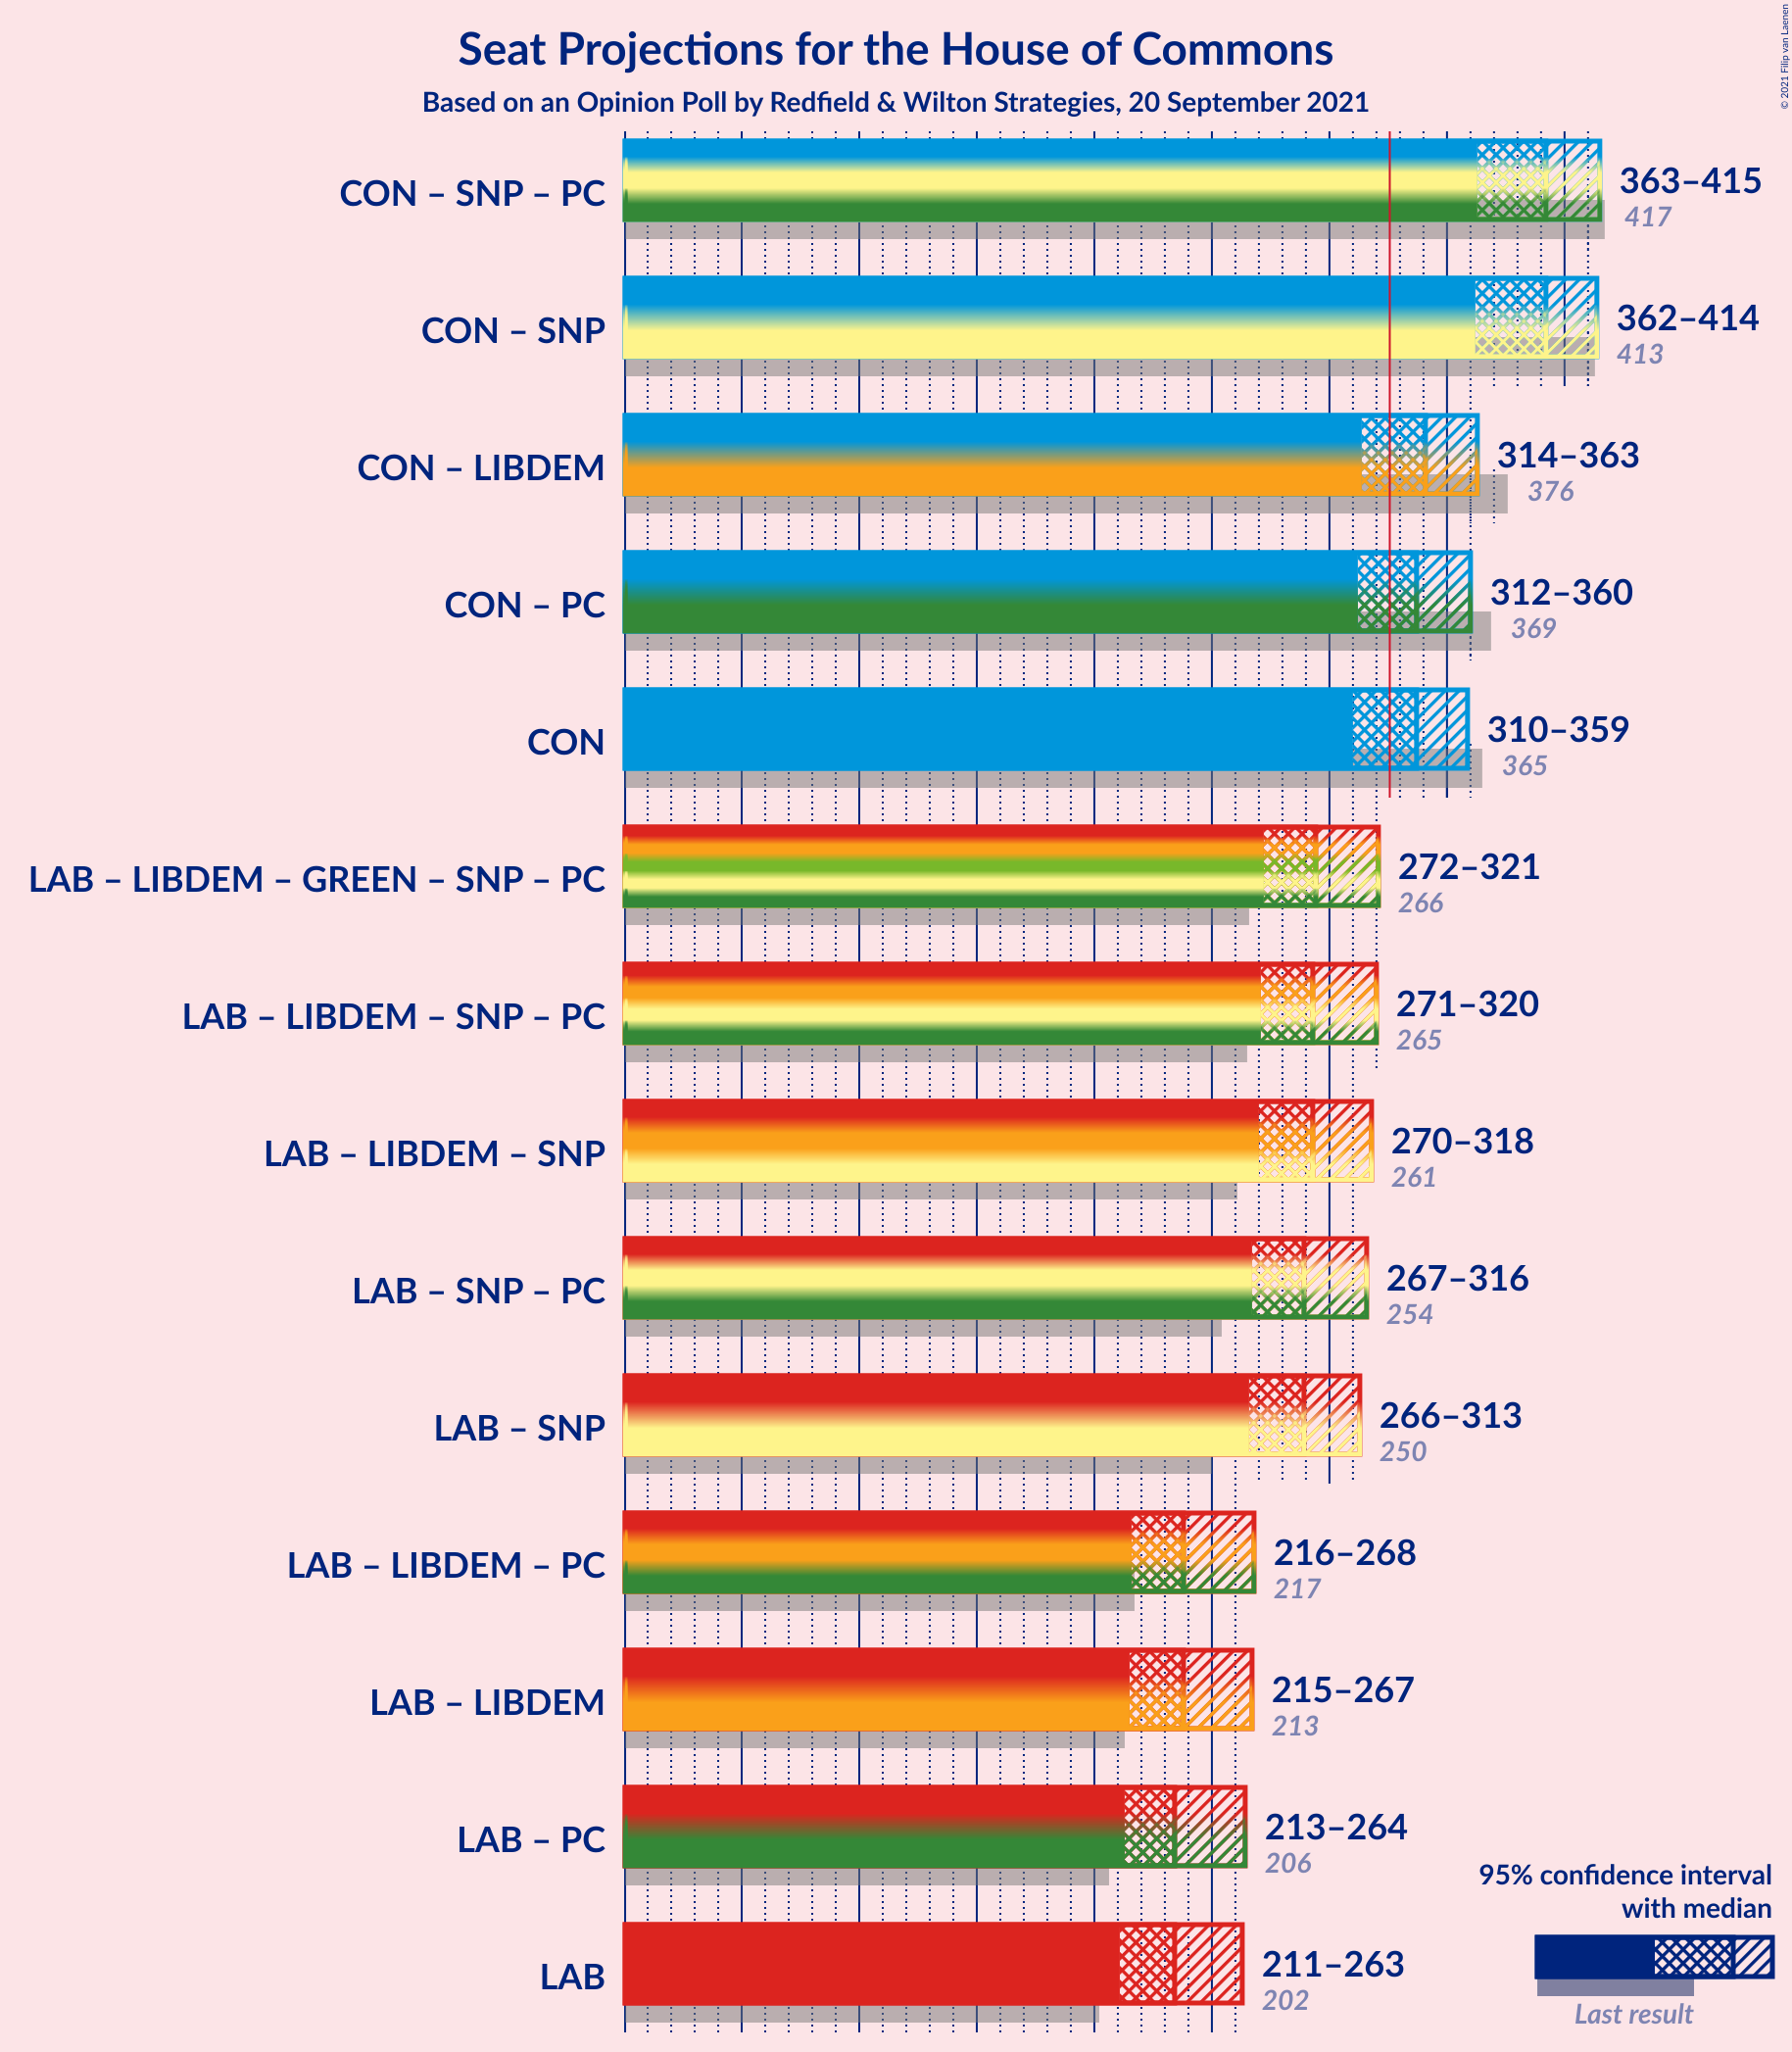 Seat Projections for the House of Commons
Based on an Opinion Poll by Redfield & Wilton Strategies, 20 September 2021
© 2021 Filip van Laenen
CON – SNP – PC
363–415
417
CON – SNP
362–414
413
CON – LIBDEM
314–363
376
CON – PC
312–360
369
CON
310–359
365
LAB – LIBDEM – GREEN – SNP – PC
272–321
266
LAB – LIBDEM – SNP – PC
271–320
265
LAB – LIBDEM – SNP
270–318
261
LAB – SNP – PC
267–316
254
LAB – SNP
266–313
250
LAB – LIBDEM – PC
216–268
217
LAB – LIBDEM
215–267
213
LAB – PC
213–264
206
LAB
211–263
202
95% confidence interval
with median
Last result